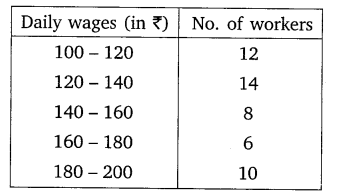 Daily wages (in ₹) No. of workers
100 – 120 12
120 – 140 14
140 – 160 8
160 – 180 6
180 – 200 10